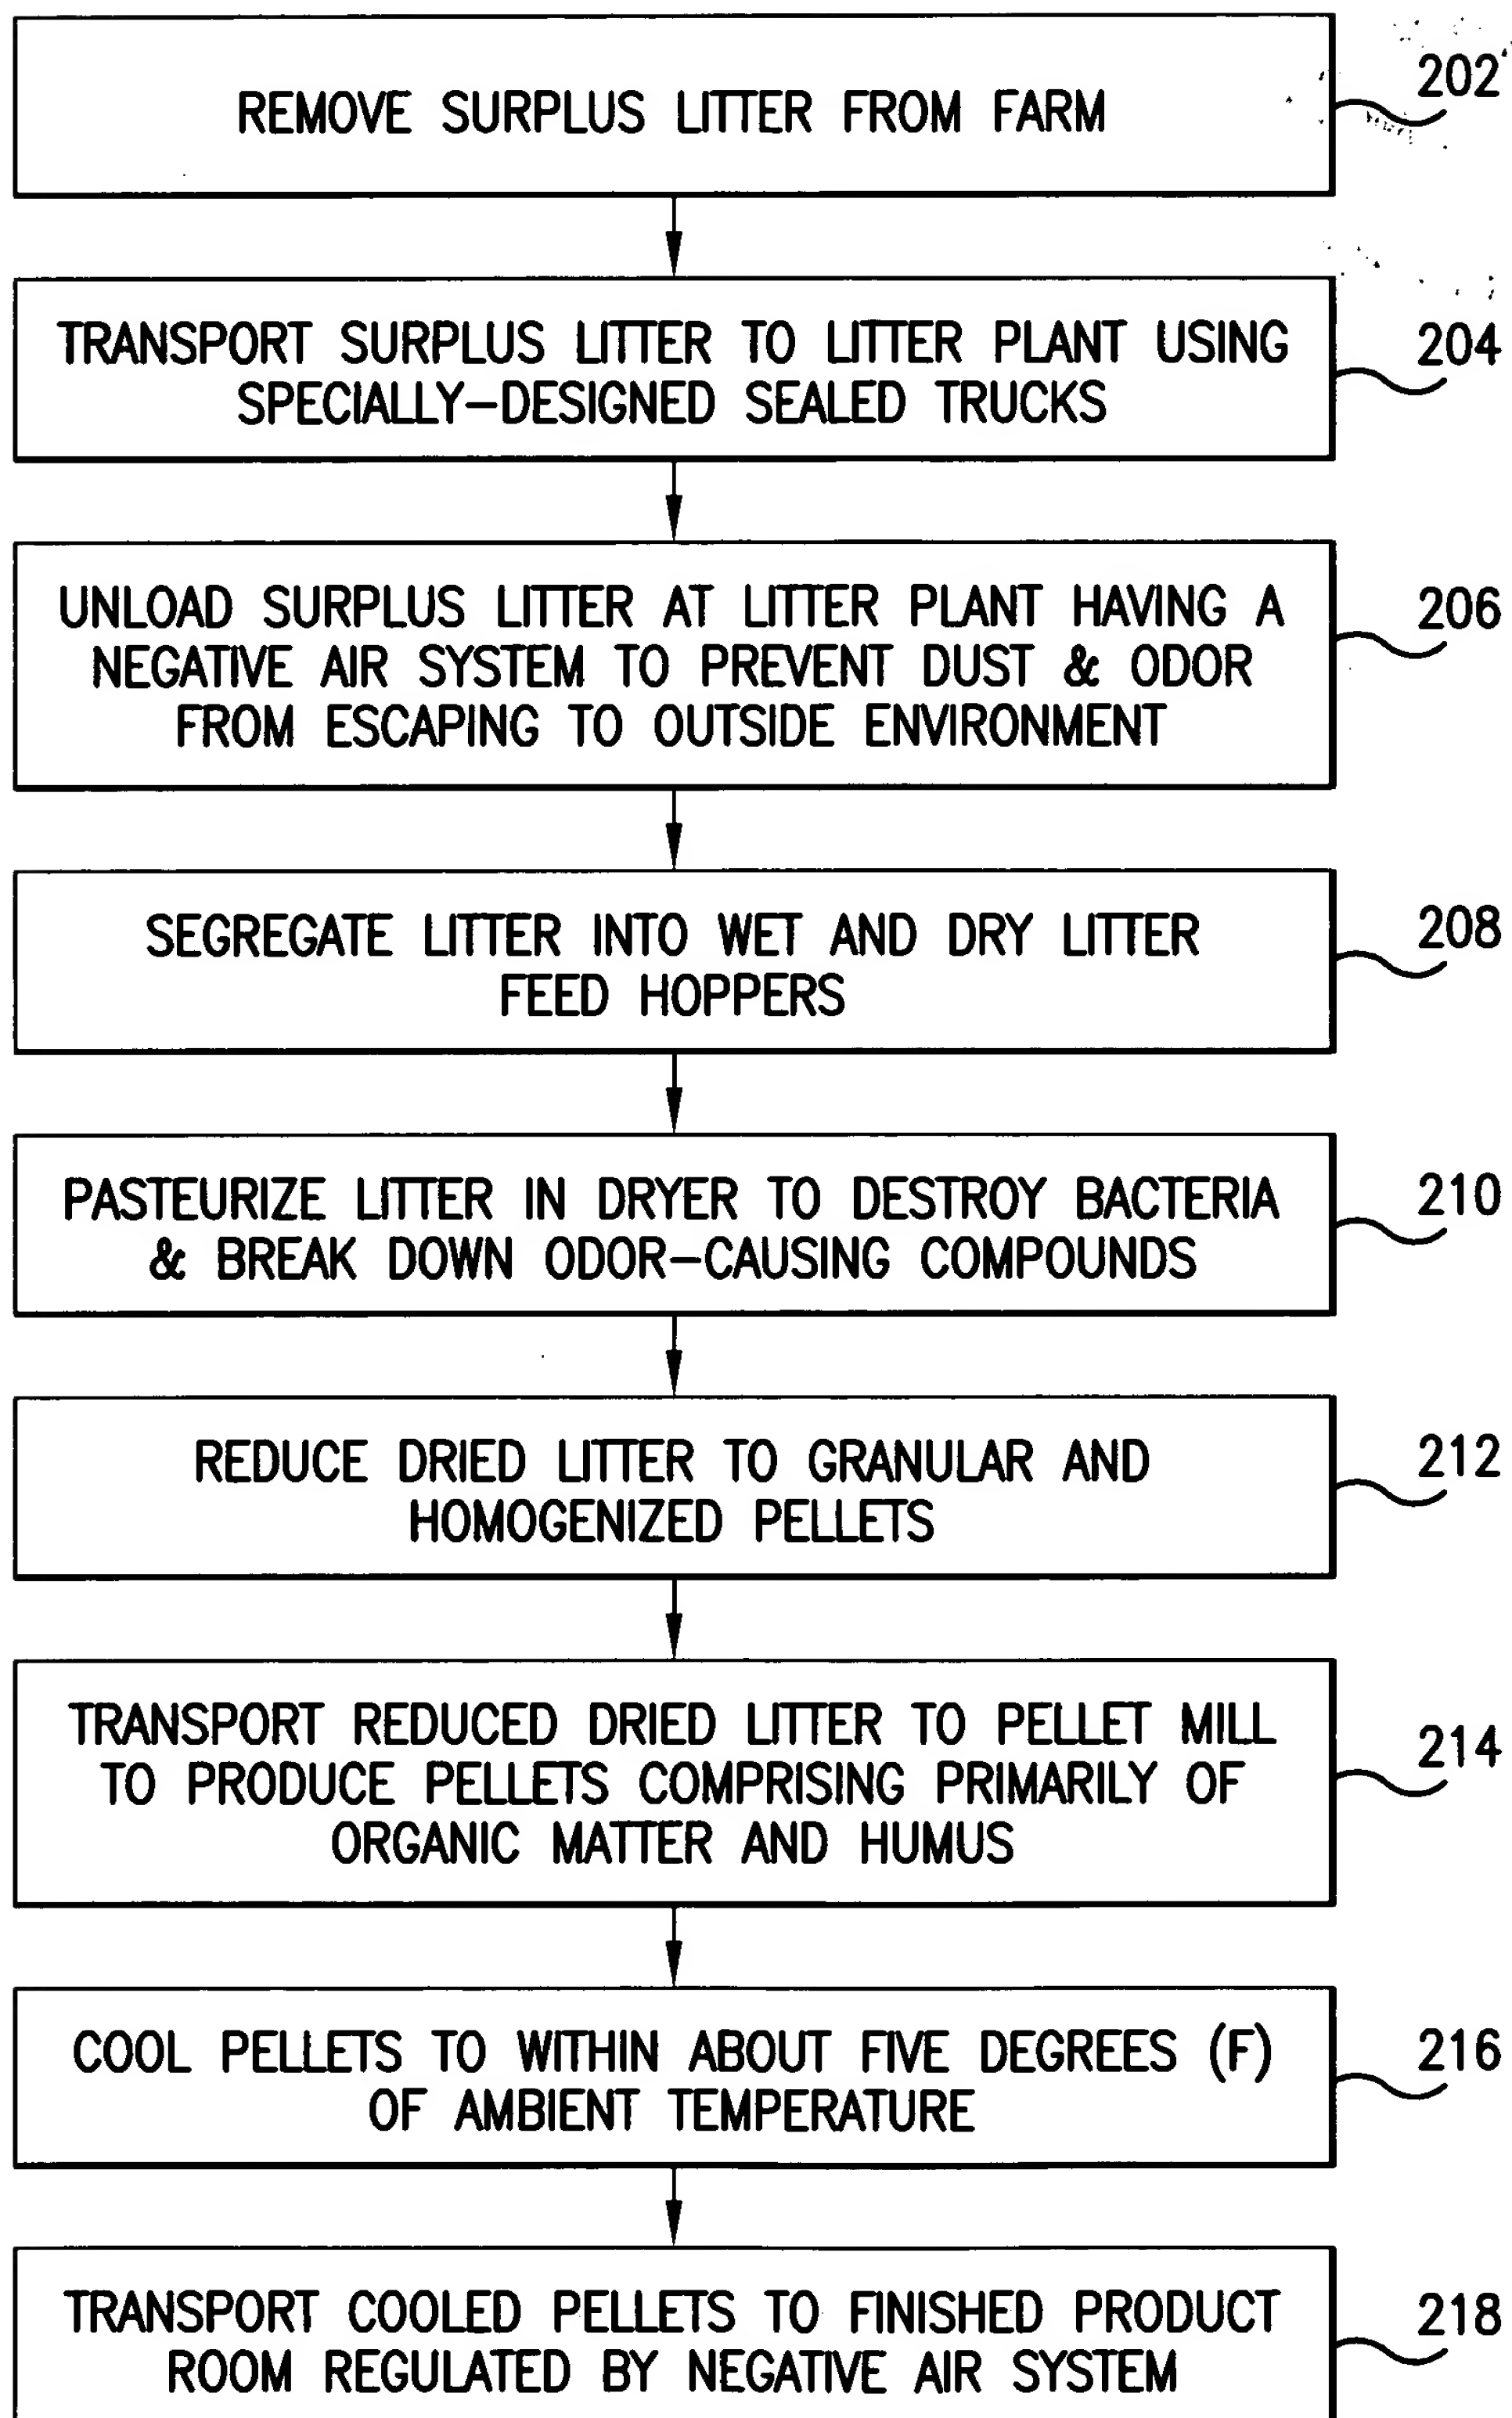 REMOVE SURPLUS LITTER FROM FARM
202
TRANSPORT SURPLUS LITTER TO LITTER PLANT USING
SPECIALLY-DESIGNED SEALED TRUCKS
204
UNLOAD SURPLUS LITTER AT LITTER PLANT HAVING A
NEGATIVE AIR SYSTEM TO PREVENT DUST & ODOR
FROM ESCAPING TO OUTSIDE ENVIRONMENT
206
SEGREGATE LITTER INTO WET AND DRY LITTER
FEED HOPPERS
208
PASTEURIZE LITTER IN DRYER TO DESTROY BACTERIA
& BREAK DOWN ODOR-CAUSING COMPOUNDS
210
REDUCE DRIED LITTER TO GRANULAR AND
HOMOGENIZED PELLETS
212
TRANSPORT REDUCED DRIED LITTER TO PELLET MILL
TO PRODUCE PELLETS COMPRISING PRIMARILY OF
ORGANIC MATTER AND HUMUS
214
COOL PELLETS TO WITHIN ABOUT FIVE DEGREES (F)
OF AMBIENT TEMPERATURE
216
TRANSPORT COOLED PELLETS TO FINISHED PRODUCT
ROOM REGULATED BY NEGATIVE AIR SYSTEM
218